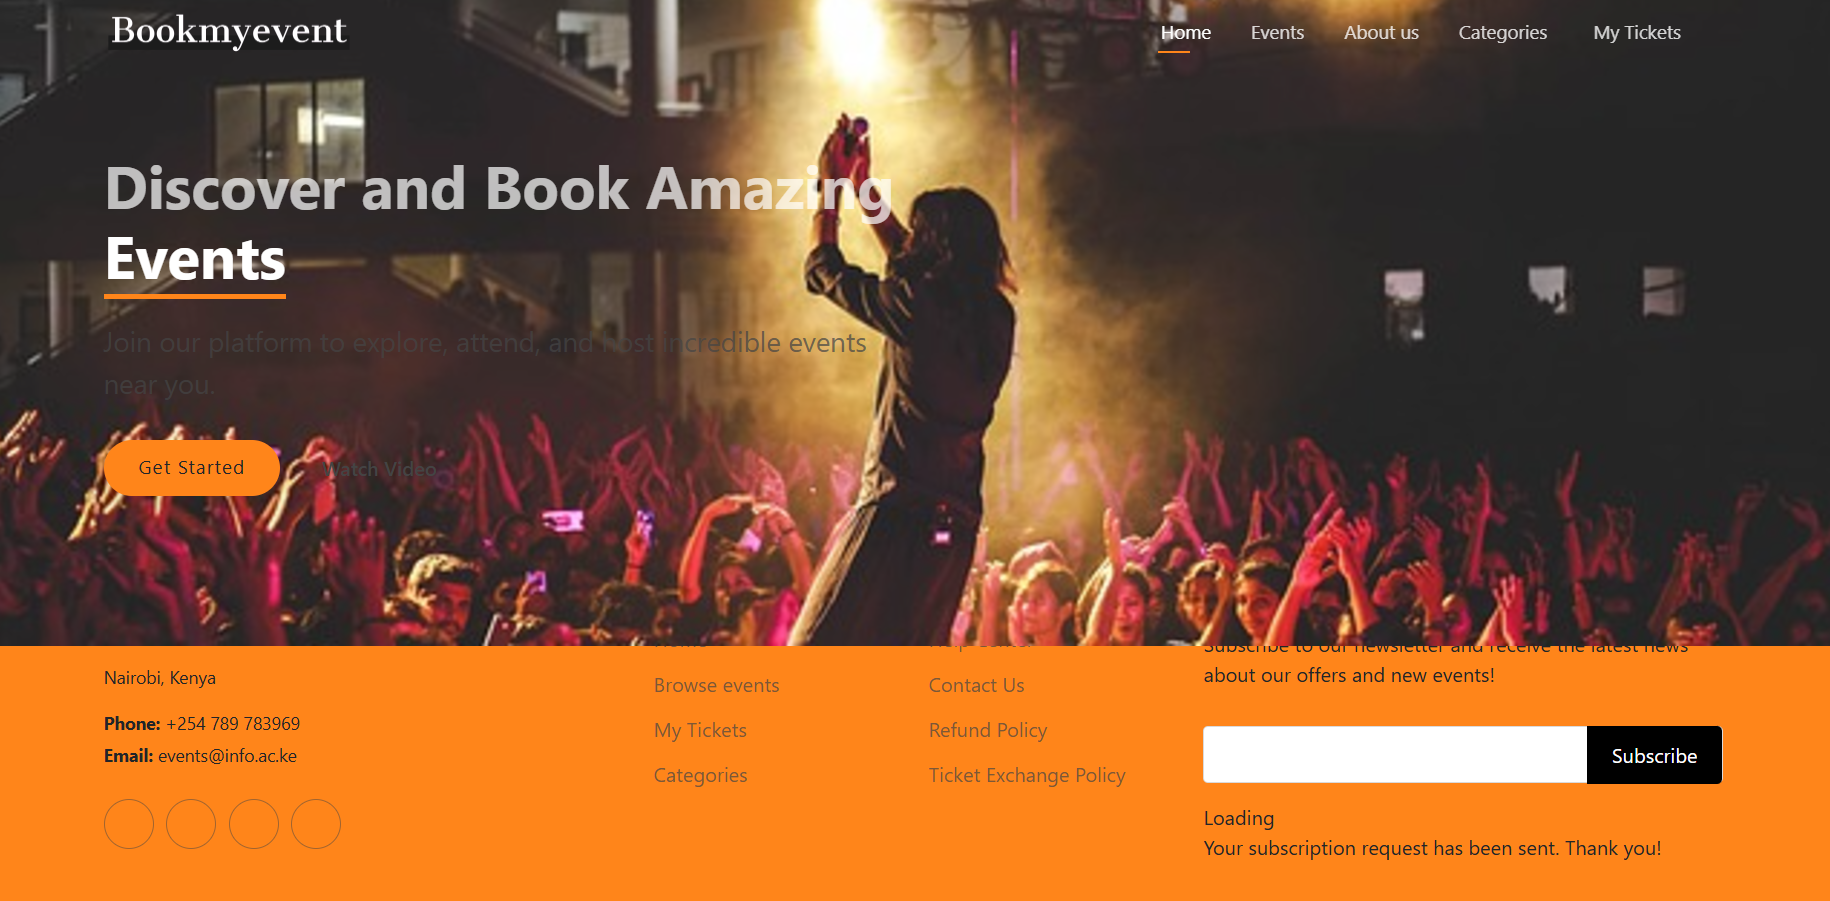 Bookmyevent
Home Events About us Categories My Tickets
Discover and Book Amazing
Events
Join our platform to explore, attend, and host incredible events
near you.
Get Started Watch Video
Home
Help Center
Subscribe to our newsletter and receive the latest news
about our offers and new events!
Nairobi, Kenya
Phone: +254 789 783969
Email: events@info.ac.ke
Browse events
My Tickets
Categories
Contact Us
Refund Policy
Ticket Exchange Policy
Subscribe
Loading
Your subscription request has been sent. Thank you!